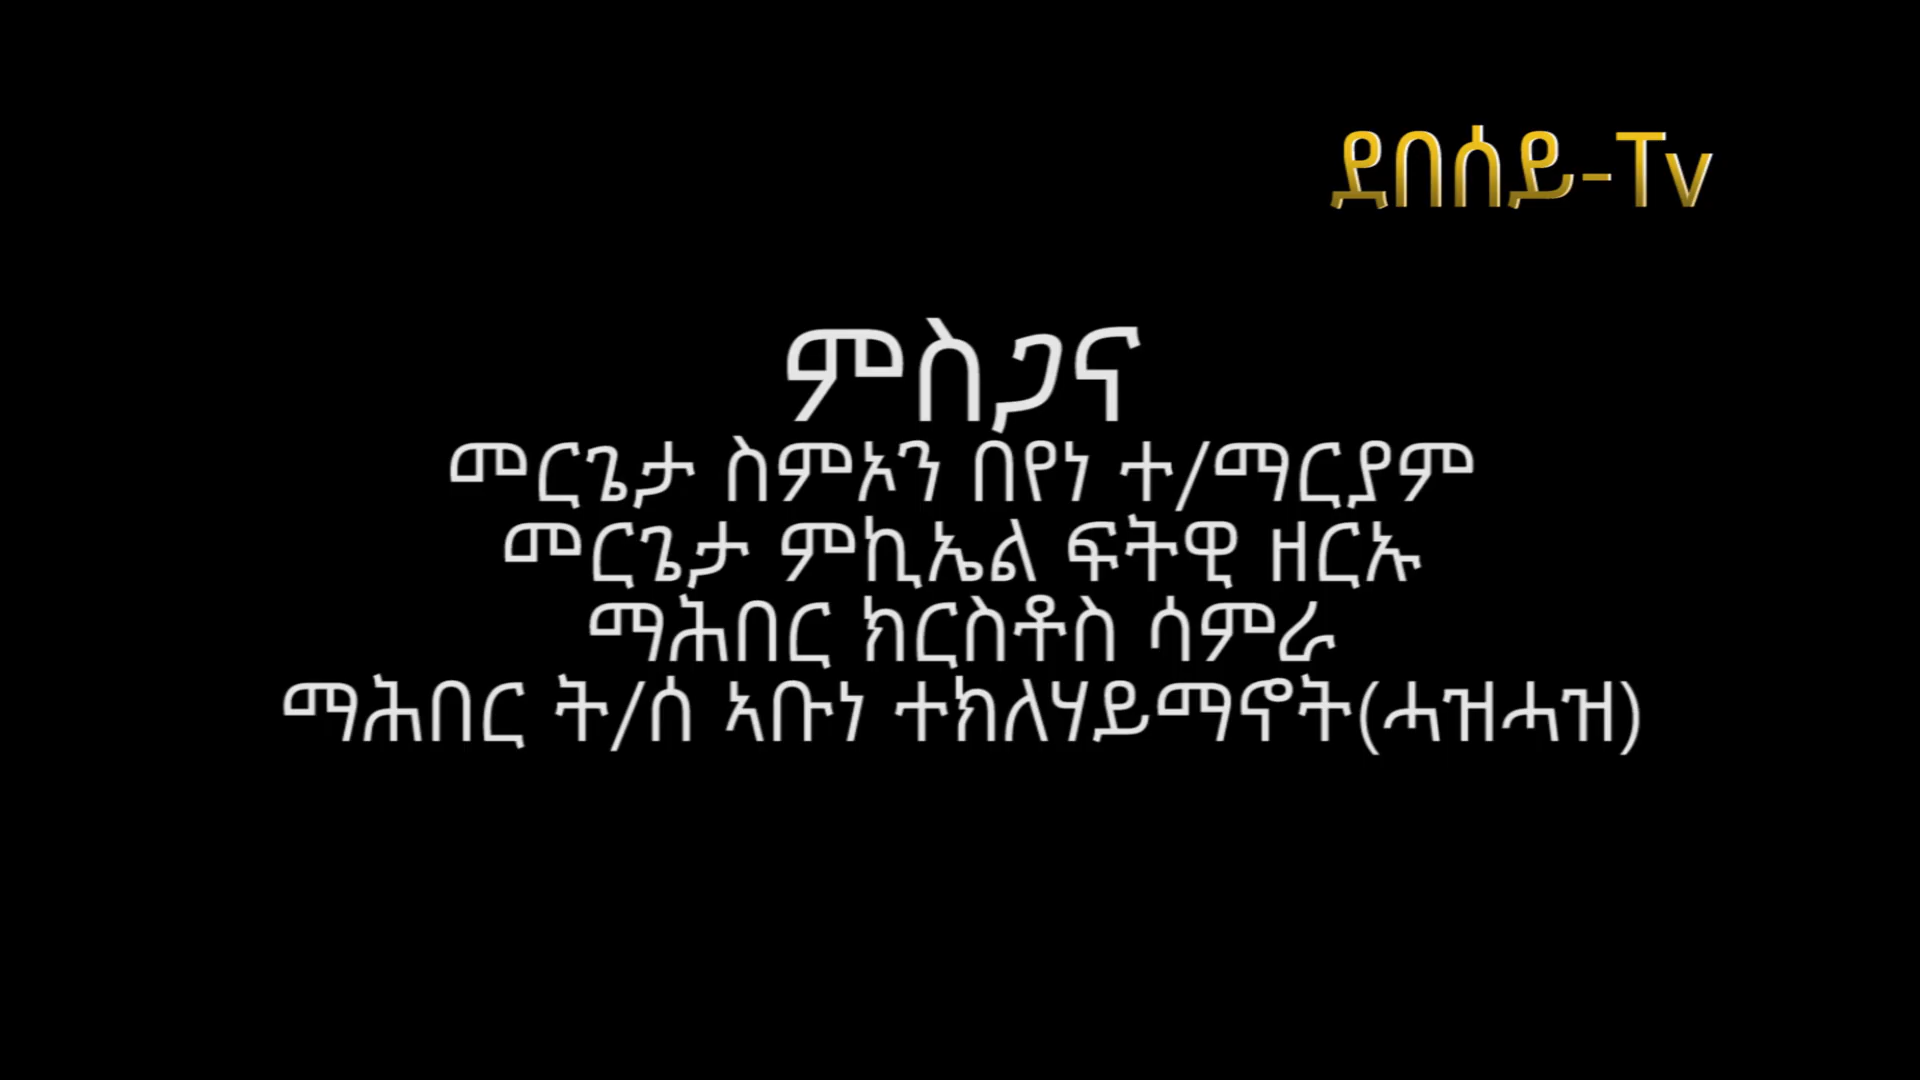 ደበሰይ-Tv
ምስጋና
መርጌታ ስምኦን በየነ ተ/ማርያም
መርጌታ ምኪኤል ፍትዊ ዘርኡ
ማሕበር ክርስቶስ ሳምራ
ማሕበር ት/ሰ ኣቡነ ተክለሃይማኖት(ሓዝሓዝ)